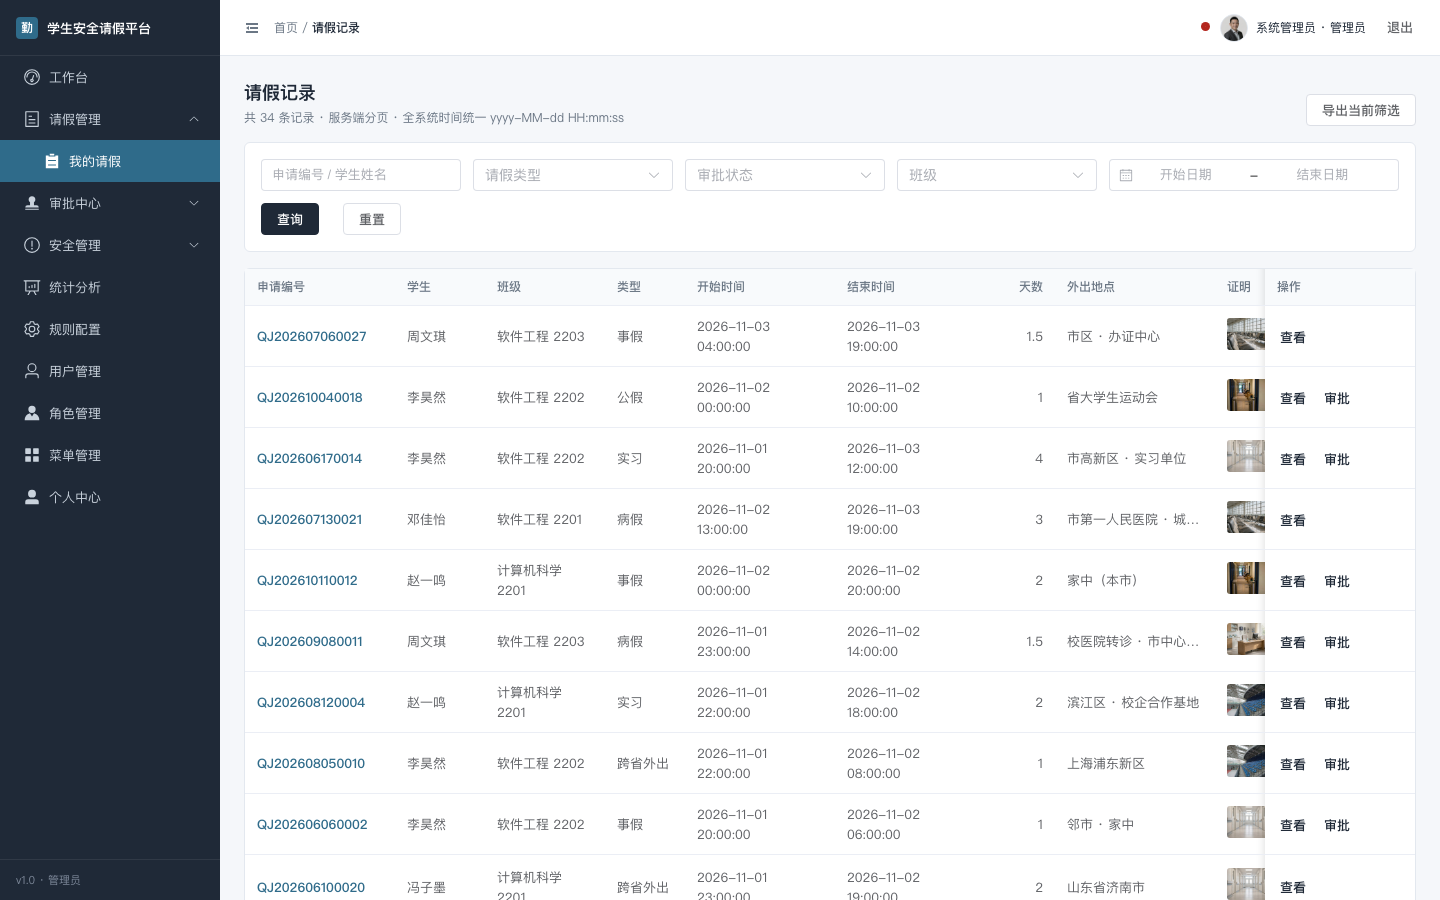 勤 学生安全请假平台
首页 / 请假记录
系统管理员 · 管理员 退出
工作台
请假管理
我的请假
审批中心
安全管理
统计分析
规则配置
用户管理
角色管理
菜单管理
个人中心
v1.0 · 管理员
请假记录
共 34 条记录 · 服务端分页 · 全系统时间统一 yyyy-MM-dd HH:mm:ss
导出当前筛选
申请编号 / 学生姓名 请假类型 审批状态 班级 开始日期 – 结束日期
查询 重置
申请编号 学生 班级 类型 开始时间 结束时间 天数 外出地点 证明 操作
QJ202607060027 周文琪 软件工程 2203 事假 2026-11-03 04:00:00 2026-11-03 19:00:00 1.5 市区 · 办证中心 查看
QJ202610040018 李昊然 软件工程 2202 公假 2026-11-02 00:00:00 2026-11-02 10:00:00 1 省大学生运动会 查看 审批
QJ202606170014 李昊然 软件工程 2202 实习 2026-11-01 20:00:00 2026-11-03 12:00:00 4 市高新区 · 实习单位 查看 审批
QJ202607130021 邓佳怡 软件工程 2201 病假 2026-11-02 13:00:00 2026-11-03 19:00:00 3 市第一人民医院 · 城... 查看
QJ202610110012 赵一鸣 计算机科学 2201 事假 2026-11-02 00:00:00 2026-11-02 20:00:00 2 家中（本市） 查看 审批
QJ202609080011 周文琪 软件工程 2203 病假 2026-11-01 23:00:00 2026-11-02 14:00:00 1.5 校医院转诊 · 市中心... 查看 审批
QJ202608120004 赵一鸣 计算机科学 2201 实习 2026-11-01 22:00:00 2026-11-02 18:00:00 2 滨江区 · 校企合作基地 查看 审批
QJ202608050010 李昊然 软件工程 2202 跨省外出 2026-11-01 22:00:00 2026-11-02 08:00:00 1 上海浦东新区 查看 审批
QJ202606060002 李昊然 软件工程 2202 事假 2026-11-01 20:00:00 2026-11-02 06:00:00 1 邻市 · 家中 查看 审批
QJ202606100020 冯子墨 计算机科学 2201 跨省外出 2026-11-01 23:00:00 2026-11-02 19:00:00 2 山东省济南市 查看